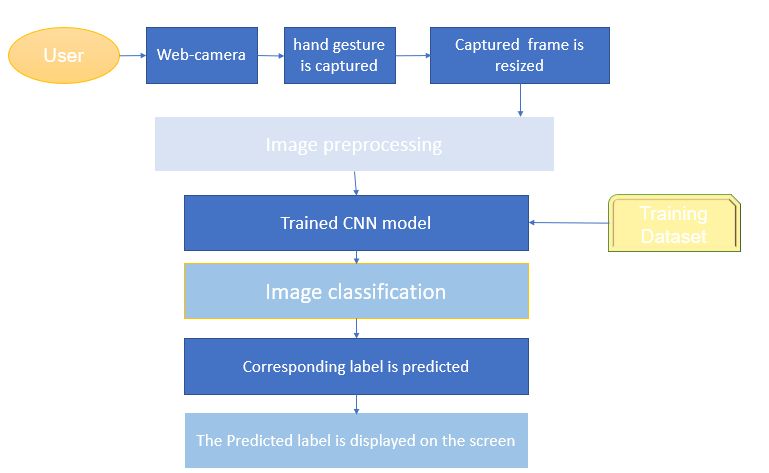 User
Web-camera
hand gesture
is captured
Captured frame is
resized
Image preprocessing
Trained CNN model
Training
Dataset
Image classification
Corresponding label is predicted
The Predicted label is displayed on the screen